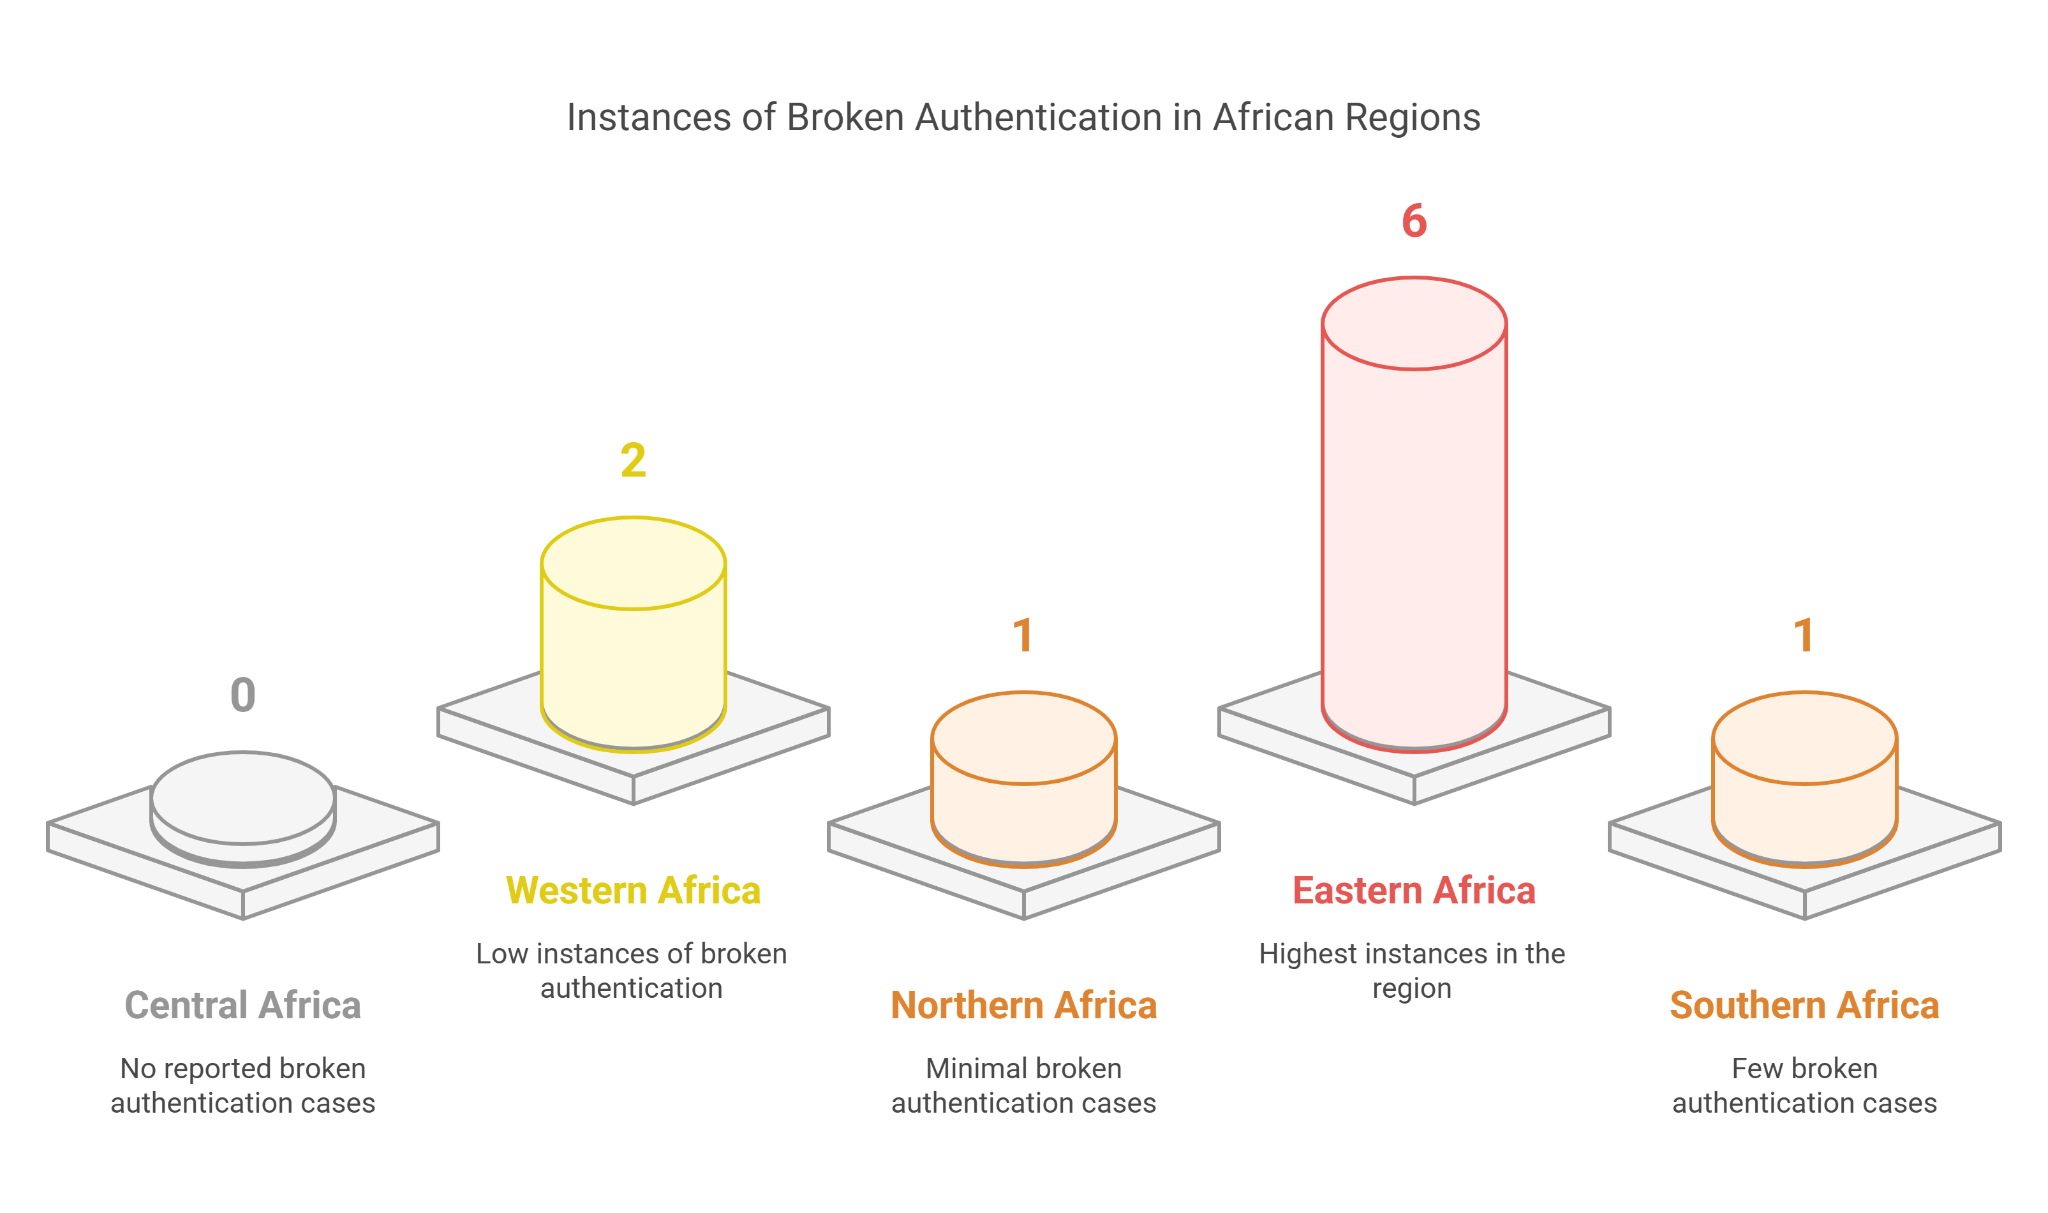 Instances of Broken Authentication in African Regions
0
Central Africa
No reported broken
authentication cases
2
Western Africa
Low instances of broken
authentication
1
Northern Africa
Minimal broken
authentication cases
6
Eastern Africa
Highest instances in the
region
1
Southern Africa
Few broken
authentication cases